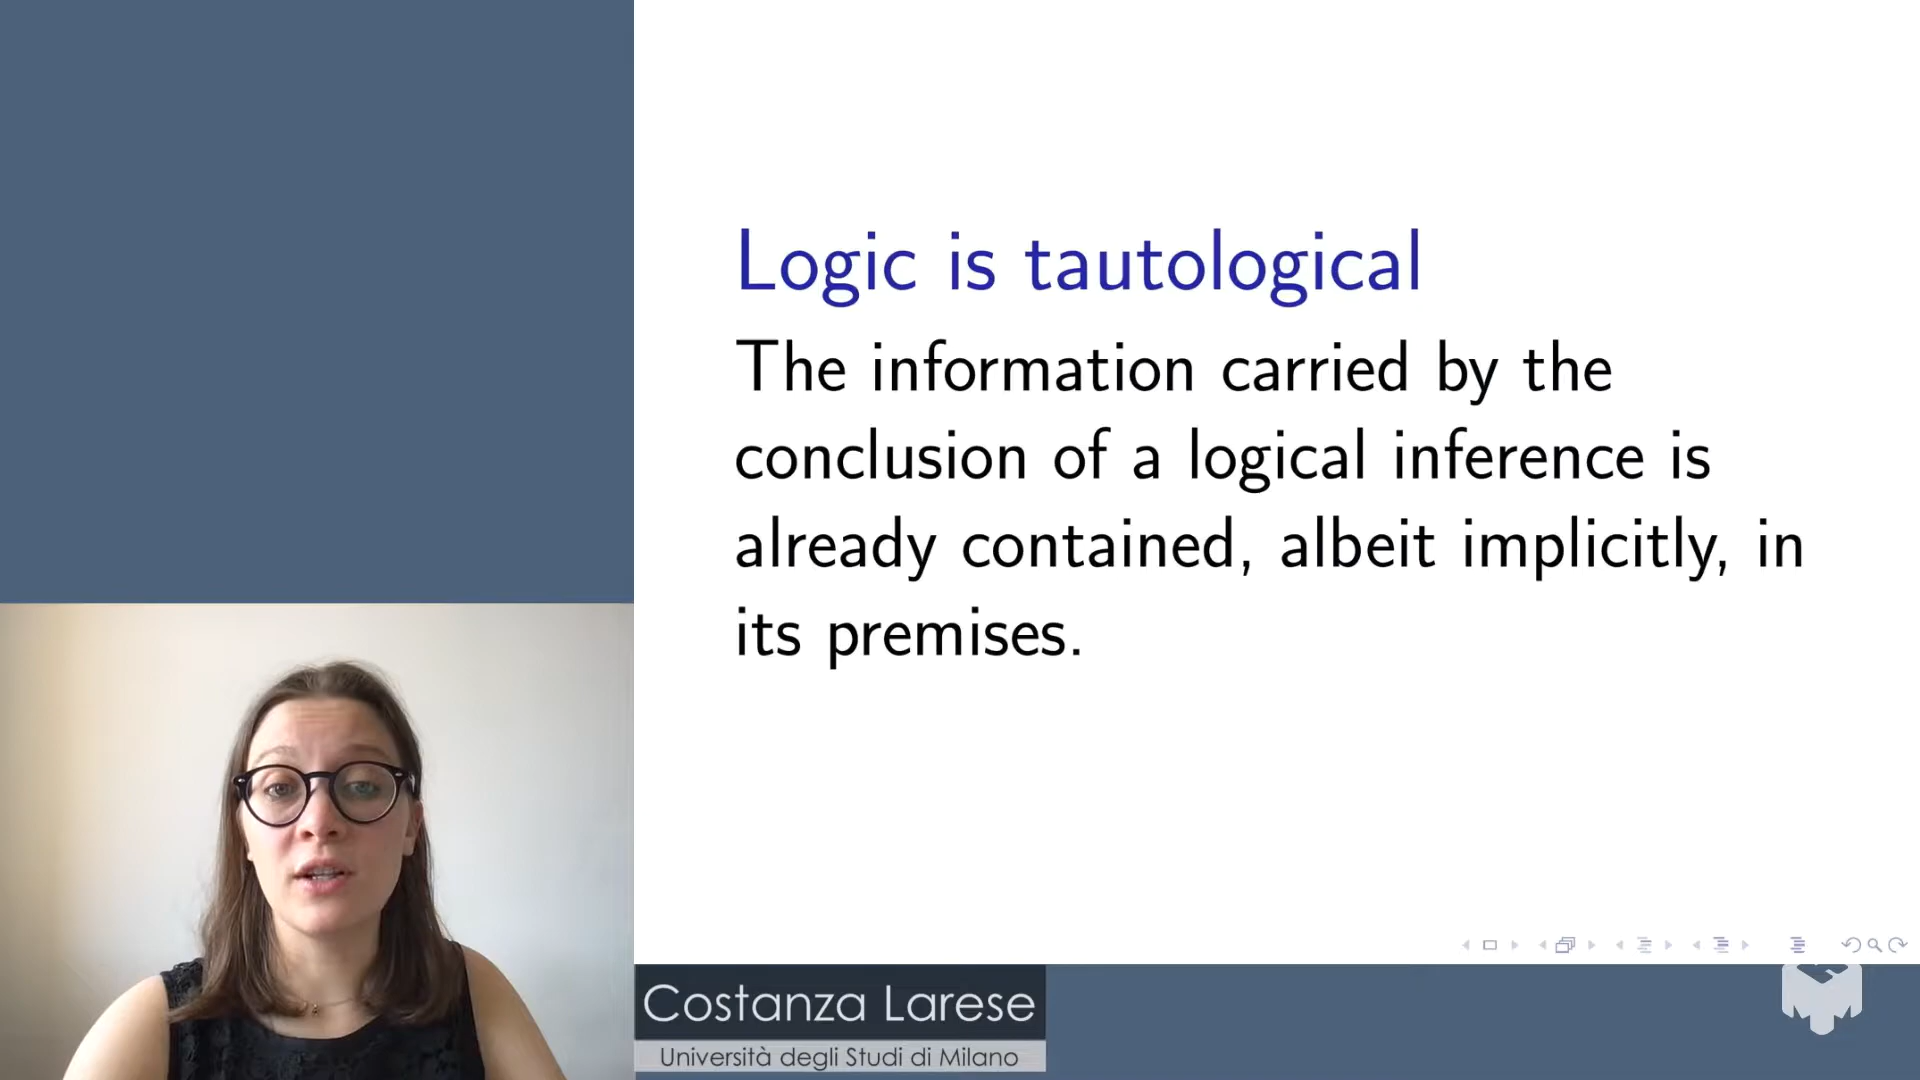 Logic is tautological
The information carried by the
conclusion of a logical inference is
already contained, albeit implicitly, in
its premises.
Costanza Larese
Università degli Studi di Milano